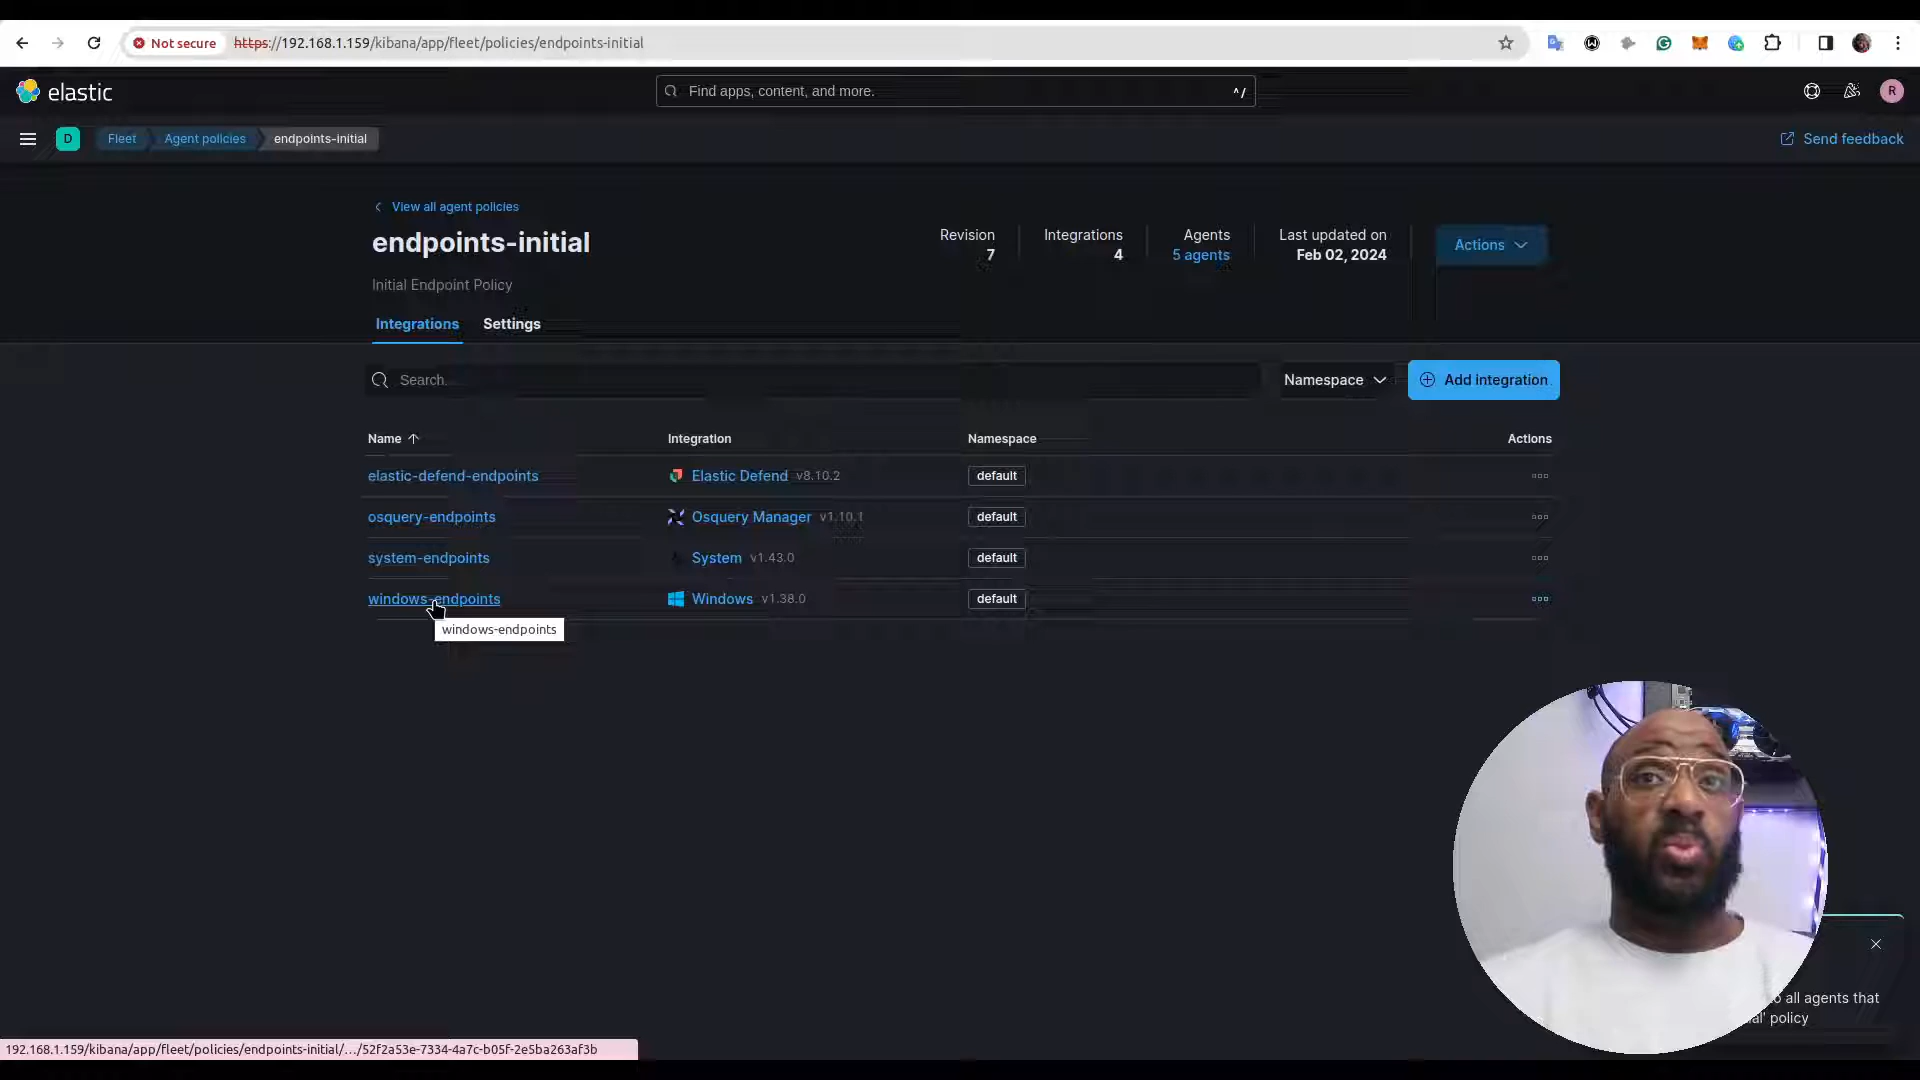 Not secure
https://192.168.1.159/kibana/app/fleet/policies/endpoints-initial
elastic
Find apps, content, and more.
^/
R
D
Fleet
Agent policies
endpoints-initial
Send feedback
View all agent policies
endpoints-initial
Revision
7
Integrations
4
Agents
5 agents
Last updated on
Feb 02, 2024
Actions
Initial Endpoint Policy
Integrations
Settings
Search.
Namespace
Add integration
Name
Integration
Namespace
Actions
elastic-defend-endpoints
Elastic Defend v8.10.2
default
osquery-endpoints
Osquery Manager v1.10.1
default
system-endpoints
System v1.43.0
default
windows-endpoints
Windows v1.38.0
default
windows-endpoints
all agents that
policy
192.168.1.159/kibana/app/fleet/policies/endpoints-initial/.../52f2a53e-7334-4a7c-b05f-2e5ba263af3b